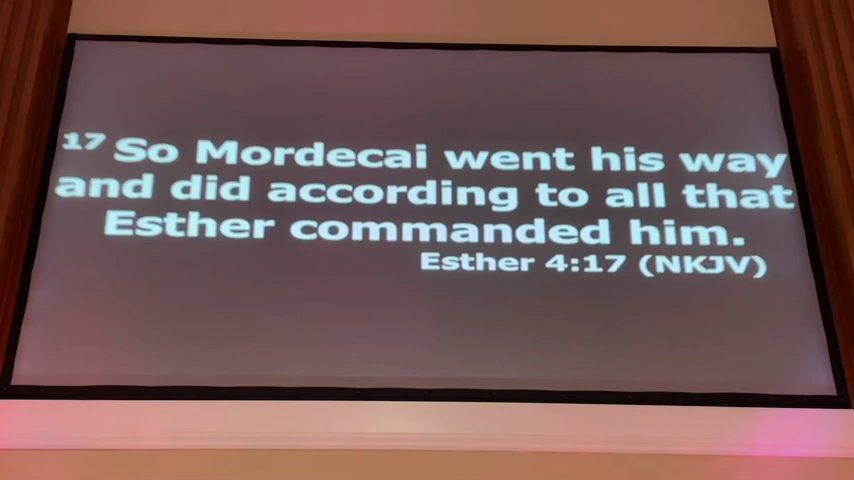 17 So Mordecai went his way
and did according to all that
Esther commanded him.
Esther 4:17 (NKJV)